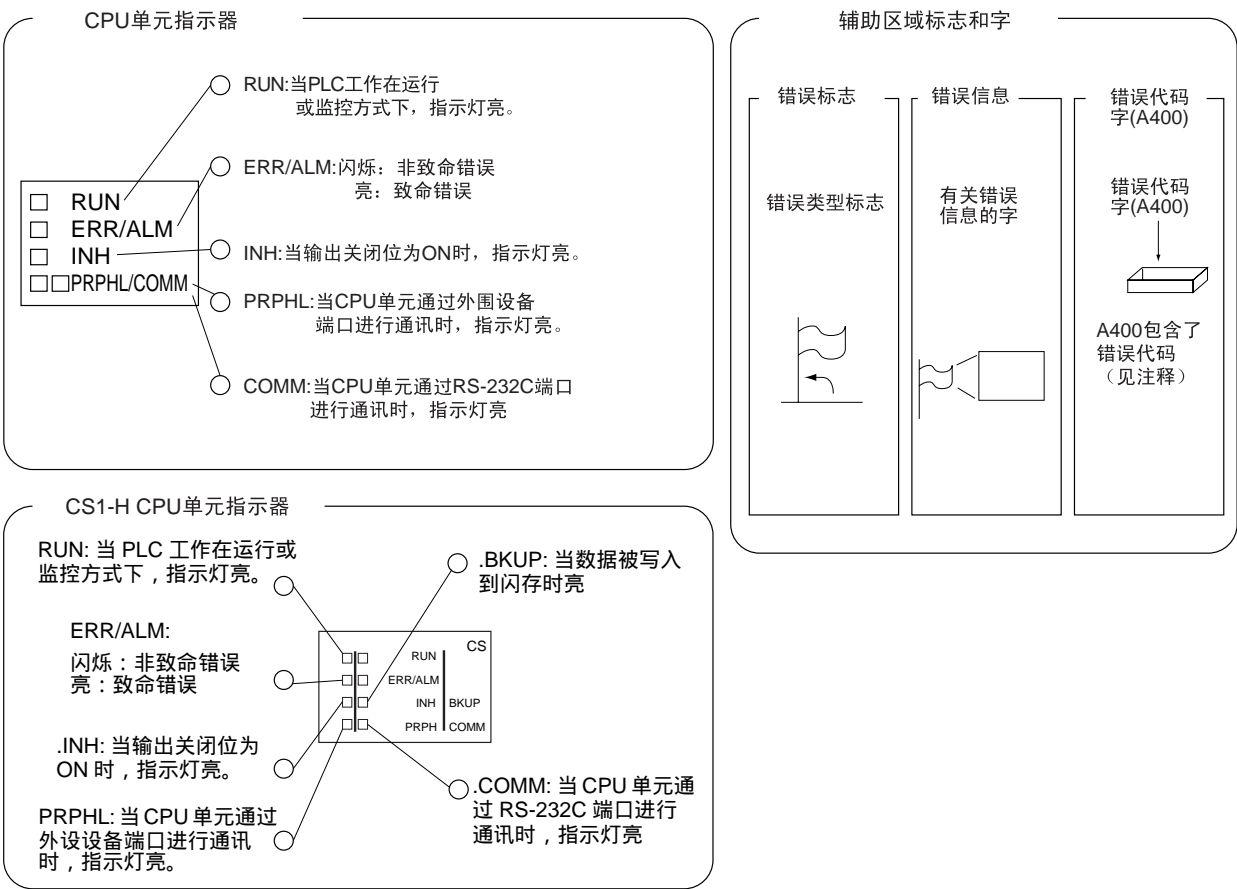 CPU单元指示器
RUN:当PLC工作在运行
或监控方式下，指示灯亮。
ERR/ALM:闪烁：非致命错误
亮：致命错误
RUN
ERR/ALM
INH
PRPHL/COMM
INH:当输出关闭位为ON时，指示灯亮。
PRPHL:当CPU单元通过外围设备
端口进行通讯时，指示灯亮。
COMM:当CPU单元通过RS-232C端口
进行通讯时，指示灯亮
辅助区域标志和字
错误标志
错误类型标志
错误信息
有关错误
信息的字
错误代码
字(A400)
错误代码
字(A400)
A400包含了
错误代码
（见注释）
CS1-H CPU单元指示器
RUN: 当 PLC 工作在运行或
监控方式下，指示灯亮。
ERR/ALM:
闪烁：非致命错误
亮：致命错误
.INH: 当输出关闭位为
ON 时，指示灯亮。
PRPHL: 当 CPU 单元通过
外设设备端口进行通讯
时，指示灯亮。
CS
RUN
ERR/ALM
INH BKUP
PRPH COMM
.BKUP: 当数据被写入
到闪存时亮
.COMM: 当 CPU 单元通
过 RS-232C 端口进行
通讯时，指示灯亮